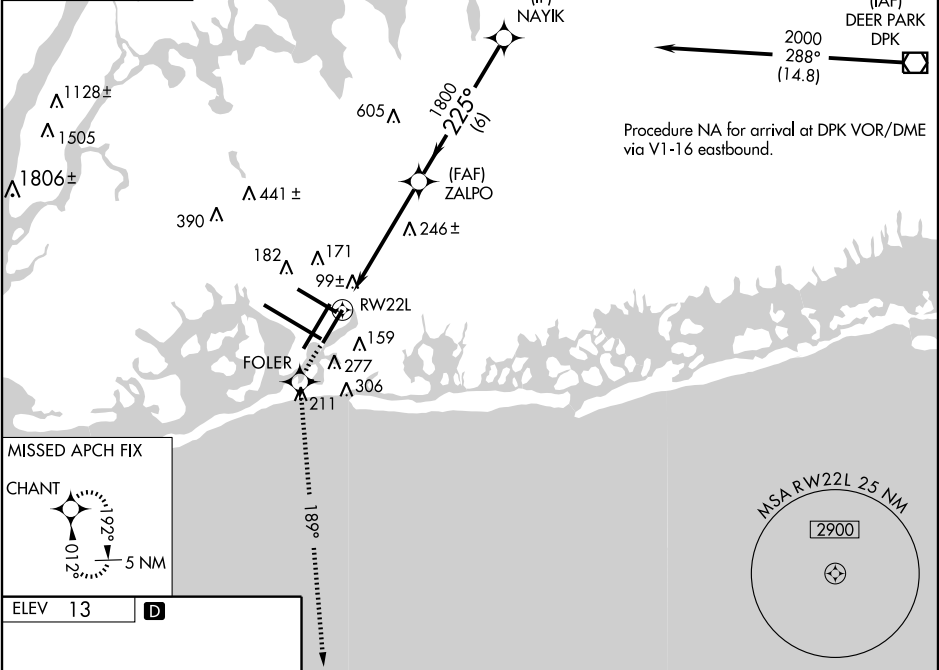 (IF)
NAYIK
(IAF)
DEER PARK
DPK
2000
288°
(14.8)
1128±
1505
1806±
605
1800
225°
(6)
Procedure NA for arrival at DPK VOR/DME
via V1-16 eastbound.
(FAF)
ZALPO
441±
390
246±
182
171
99±
RW22L
159
FOLER
277
306
211
MISSED APCH FIX
CHANT
192°
012°
5 NM
189°
MSA RW22L 25 NM
2900
ELEV 13
D